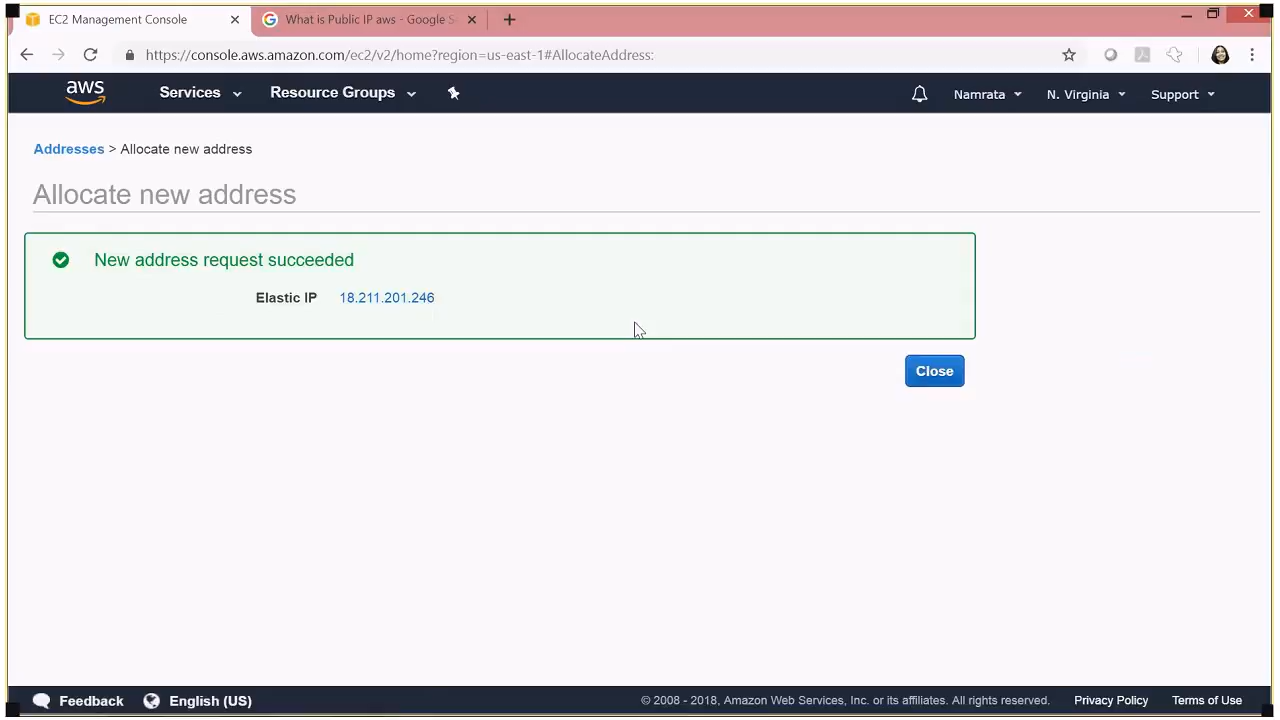 EC2 Management Console
What is Public IP aws - Google S
https://console.aws.amazon.com/ec2/v2/home?region=us-east-1#AllocateAddress:
aws Services Resource Groups Namrata N. Virginia Support
Addresses > Allocate new address
Allocate new address
New address request succeeded
Elastic IP 18.211.201.246
Close
Feedback English (US) © 2008 - 2018, Amazon Web Services, Inc. or its affiliates. All rights reserved. Privacy Policy Terms of Use